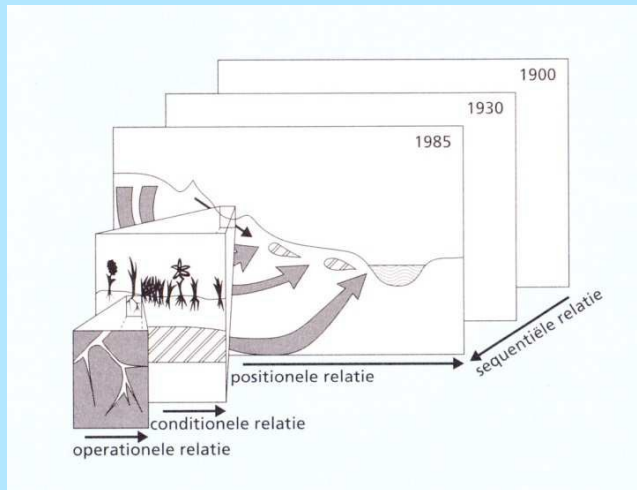 1900
1930
1985
sequentiële relatie
positionele relatie
conditionele relatie
operationele relatie